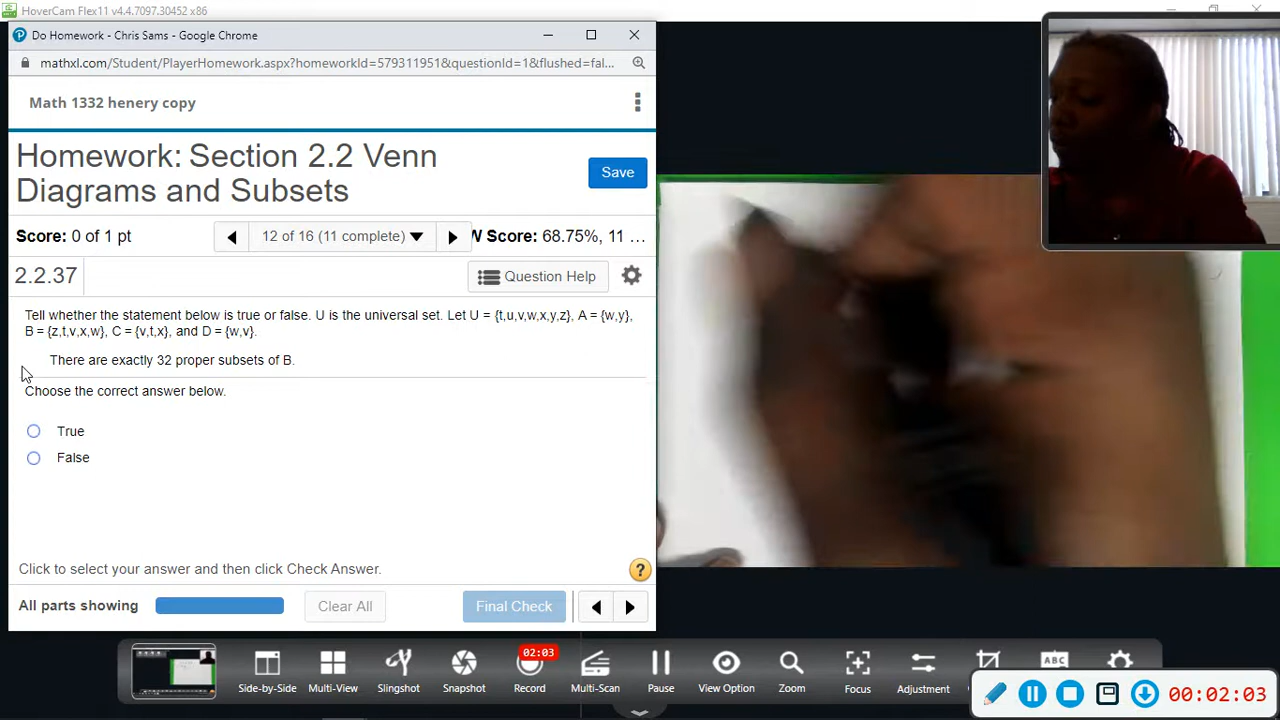 HoverCam Flex11 v4.4.7097.30452 x86
Do Homework - Chris Sams - Google Chrome
mathxl.com/Student/PlayerHomework.aspx?homeworkId=579311951&questionId=1&flushed=fal...
Math 1332 henery copy
Homework: Section 2.2 Venn
Diagrams and Subsets
Save
Score: 0 of 1 pt
12 of 16 (11 complete)
W Score: 68.75%, 11 ...
2.2.37
Question Help
Tell whether the statement below is true or false. U is the universal set. Let U = {t,u,v,w,x,y,z}, A = {w,y},
B = {z,t,v,x,w}, C = {v,t,x}, and D = {w,v}.
There are exactly 32 proper subsets of B.
Choose the correct answer below.
True
False
Click to select your answer and then click Check Answer.
?
All parts showing
Clear All
Final Check
02:03
ABC
Side-by-Side
Multi-View
Slingshot
Snapshot
Record
Multi-Scan
Pause
View Option
Zoom
Focus
Adjustment
00:02:03